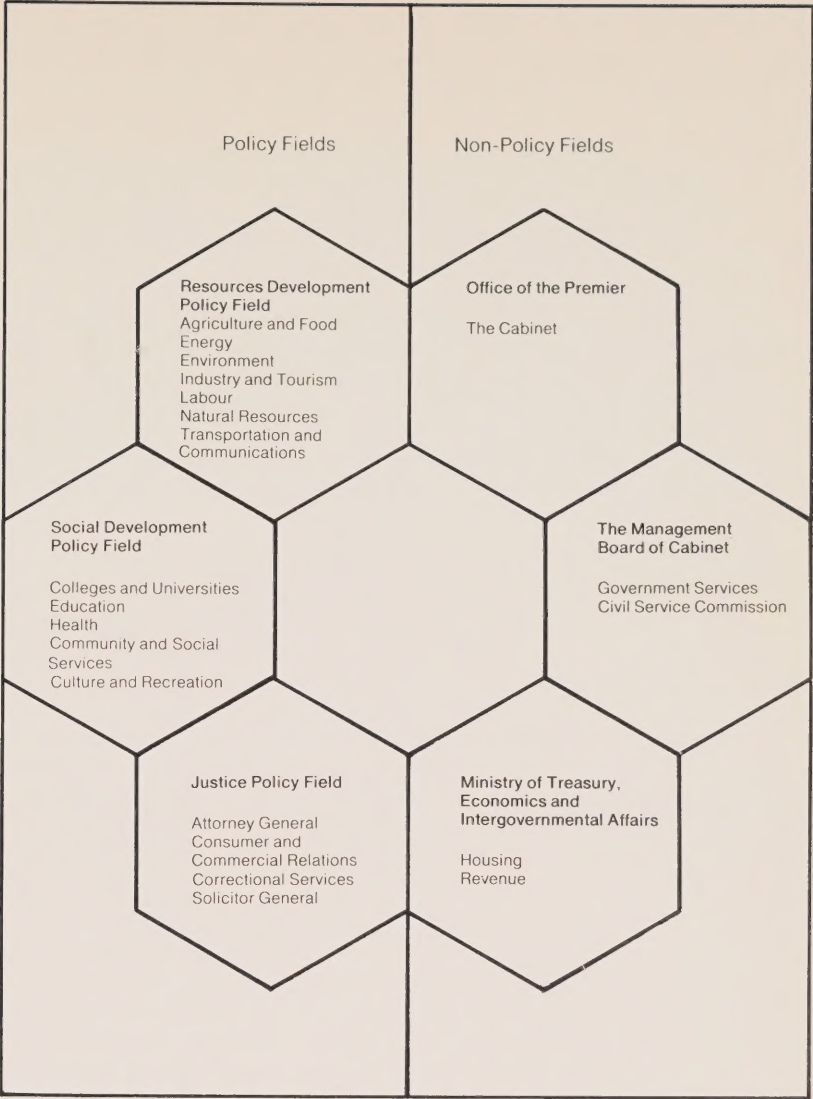 Policy Fields
Non-Policy Fields
Resources Development
Policy Field
Agriculture and Food
Energy
Environment
Industry and Tourism
Labour
Natural Resources
Transportation and
Communications
Office of the Premier
The Cabinet
Social Development
Policy Field
Colleges and Universities
Education
Health
Community and Social
Services
Culture and Recreation
The Management
Board of Cabinet
Government Services
Civil Service Commission
Justice Policy Field
Attorney General
Consumer and
Commercial Relations
Correctional Services
Solicitor General
Ministry of Treasury,
Economics and
Intergovernmental Affairs
Housing
Revenue